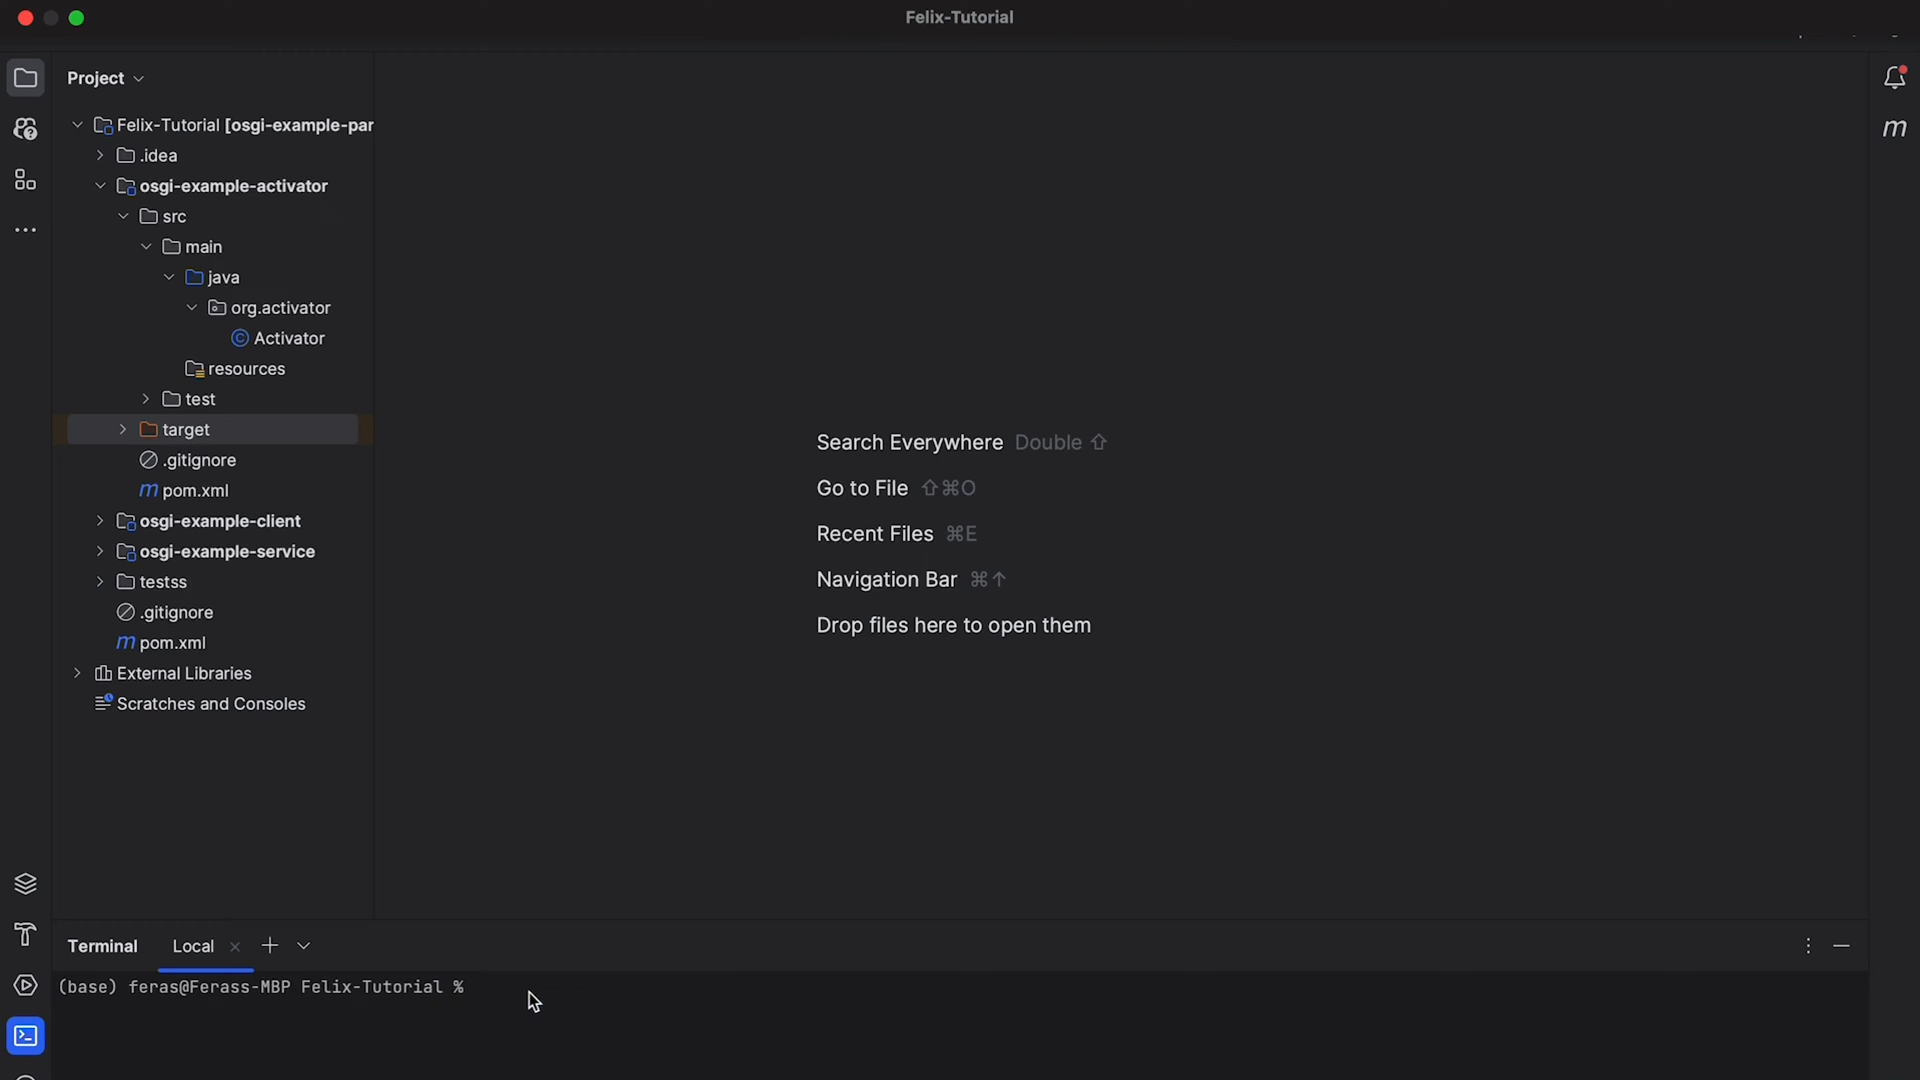 Felix-Tutorial
Project
Felix-Tutorial [osgi-example-par
.idea
osgi-example-activator
src
main
java
org.activator
Activator
resources
test
target
.gitignore
pom.xml
osgi-example-client
osgi-example-service
testss
.gitignore
pom.xml
External Libraries
Scratches and Consoles
Search Everywhere Double ⇧
Go to File ⇧⌘O
Recent Files ⌘E
Navigation Bar ⌘↑
Drop files here to open them
Terminal Local
(base) feras@Ferass-MBP Felix-Tutorial %